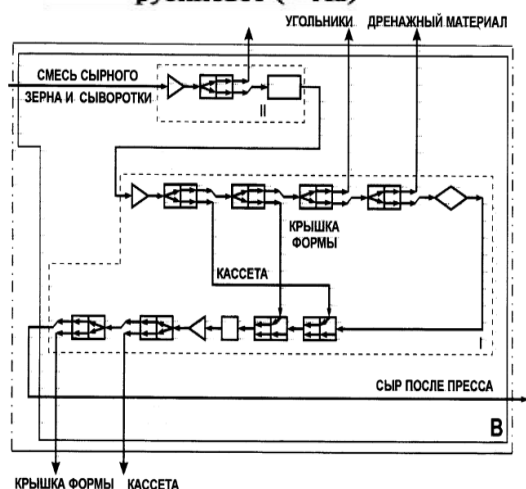 УГОЛЬНИКИ ДРЕНАЖНЫЙ МАТЕРИАЛ
СМЕСЬ СЫРНОГО
ЗЕРНА И СЫВОРОТКИ
II
КРЫШКА
ФОРМЫ
КАССЕТА
I
СЫР ПОСЛЕ ПРЕССА
В
КРЫШКА ФОРМЫ КАССЕТА